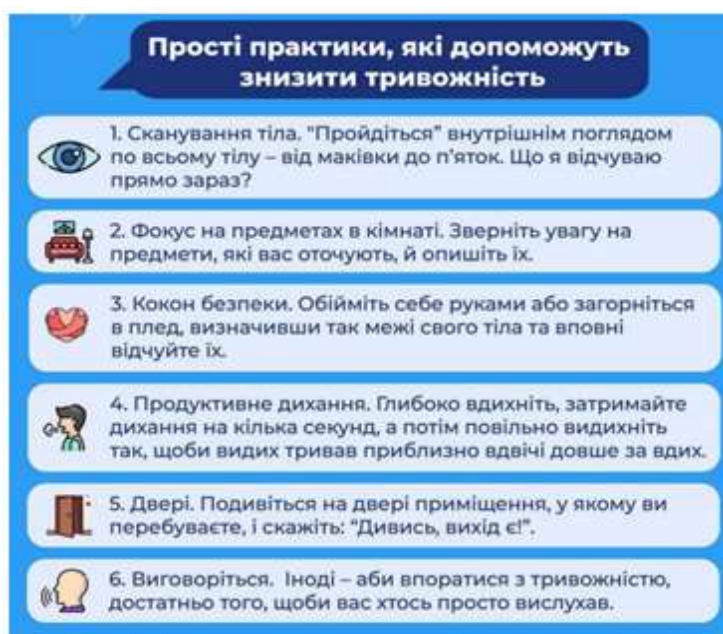 Прості практики, які допоможуть
знизити тривожність
1. Сканування тіла. "Пройдіться" внутрішнім поглядом
по всьому тілу – від маківки до п'яток. Що я відчуваю
прямо зараз?
2. Фокус на предметах в кімнаті. Зверніть увагу на
предмети, які вас оточують, й опишіть їх.
3. Кокон безпеки. Обійміть себе руками або загорніться
в плед, визначивши так межі свого тіла та вповні
відчуйте їх.
4. Продуктивне дихання. Глибоко вдихніть, затримайте
дихання на кілька секунд, а потім повільно видихніть
так, щоби видих тривав приблизно вдвічі довше за вдих.
5. Двері. Подивіться на двері приміщення, у якому ви
перебуваєте, і скажіть: “Дивись, вихід є!”.
6. Виговоріться. Іноді – аби впоратися з тривожністю,
достатньо того, щоби вас хтось просто вислухав.